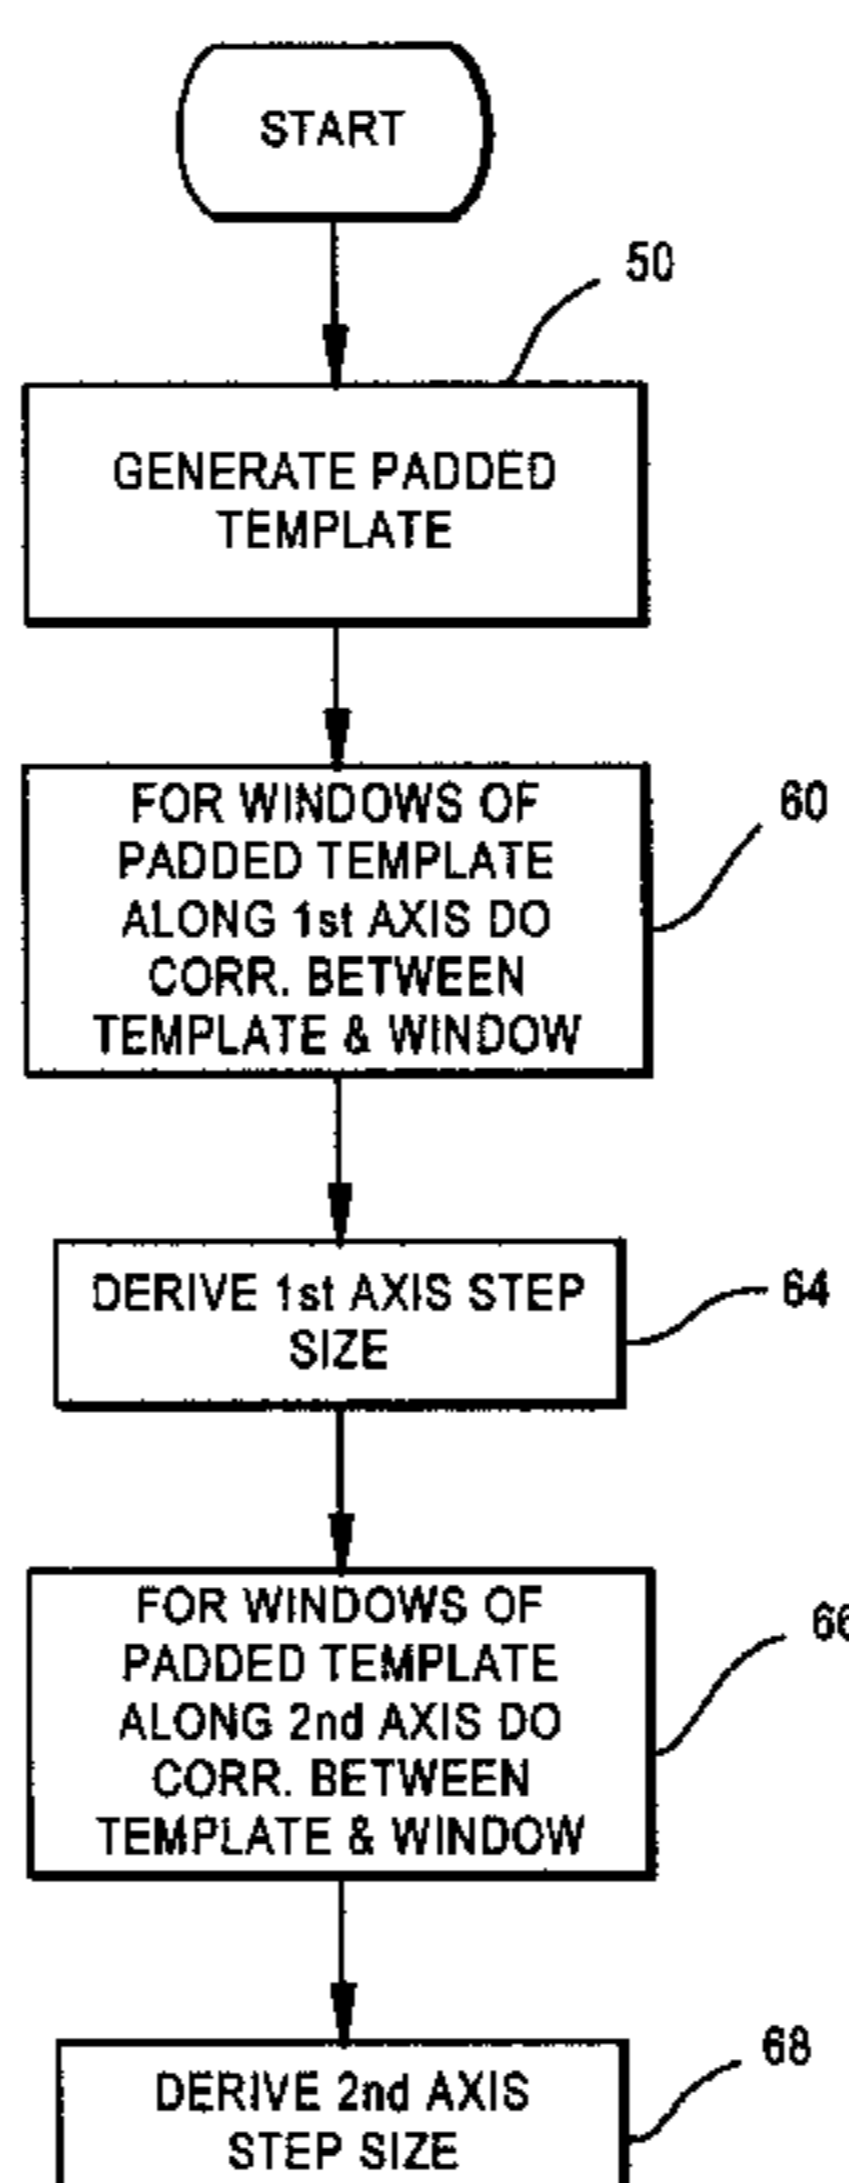 START
50
GENERATE PADDED
TEMPLATE
FOR WINDOWS OF
PADDED TEMPLATE
ALONG 1st AXIS DO
CORR. BETWEEN
TEMPLATE & WINDOW
60
DERIVE 1st AXIS STEP
SIZE
64
FOR WINDOWS OF
PADDED TEMPLATE
ALONG 2nd AXIS DO
CORR. BETWEEN
TEMPLATE & WINDOW
66
DERIVE 2nd AXIS
STEP SIZE
68